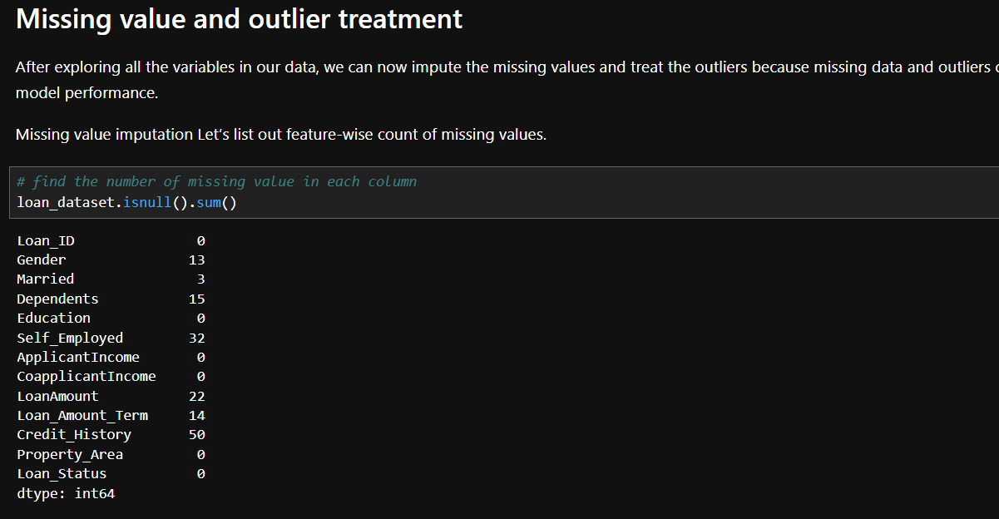 Missing value and outlier treatment
After exploring all the variables in our data, we can now impute the missing values and treat the outliers because missing data and outliers
model performance.
Missing value imputation Let’s list out feature-wise count of missing values.
# find the number of missing value in each column
loan_dataset.isnull().sum()
Loan_ID 0
Gender 13
Married 3
Dependents 15
Education 0
Self_Employed 32
ApplicantIncome 0
CoapplicantIncome 0
LoanAmount 22
Loan_Amount_Term 14
Credit_History 50
Property_Area 0
Loan_Status 0
dtype: int64